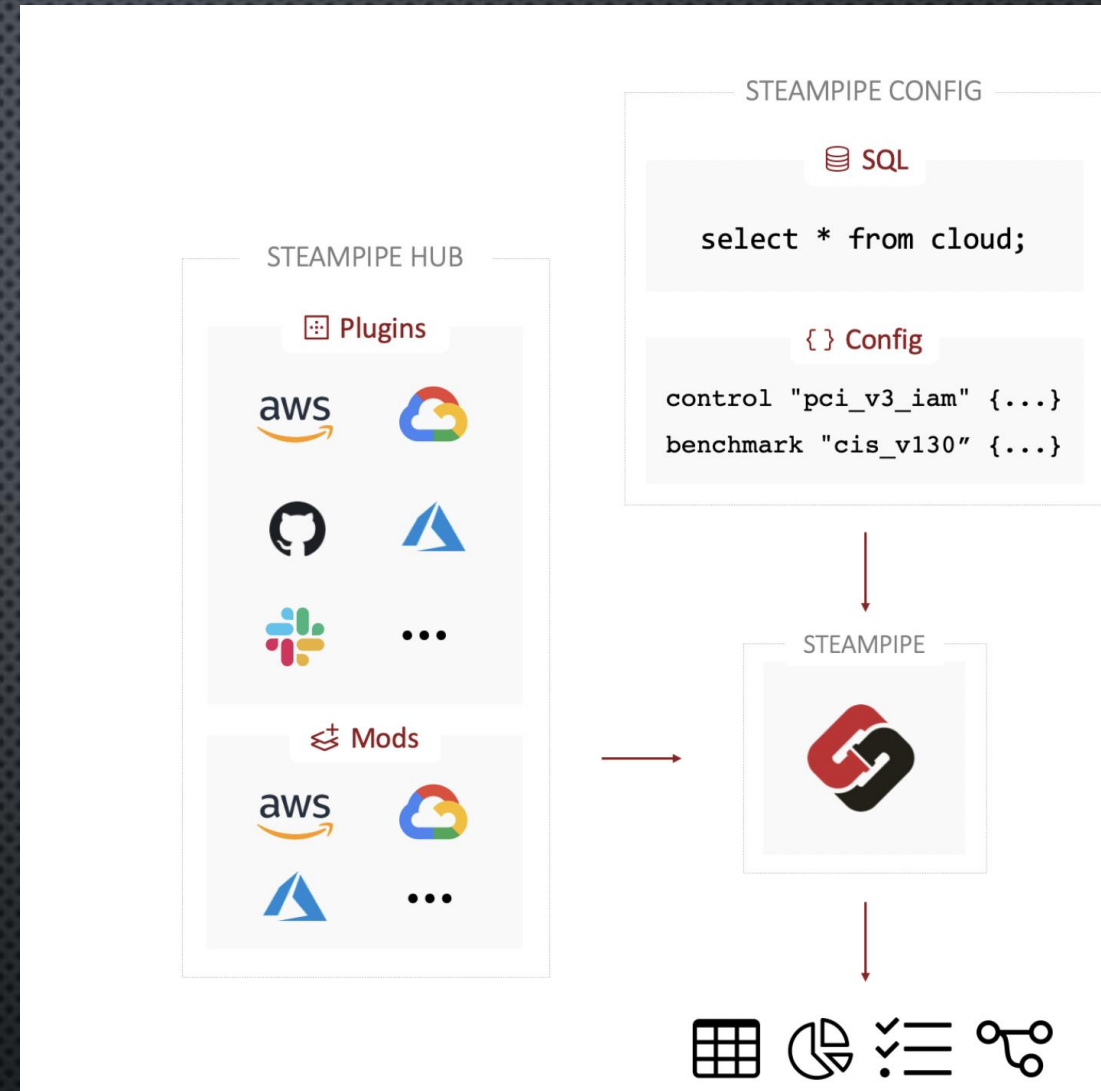 STEAMPIPE CONFIG
SQL
select * from cloud;
{ } Config
control "pci_v3_iam" {...}
benchmark "cis_v130” {...}
STEAMPIPE HUB
Plugins
aws
Mods
aws
STEAMPIPE